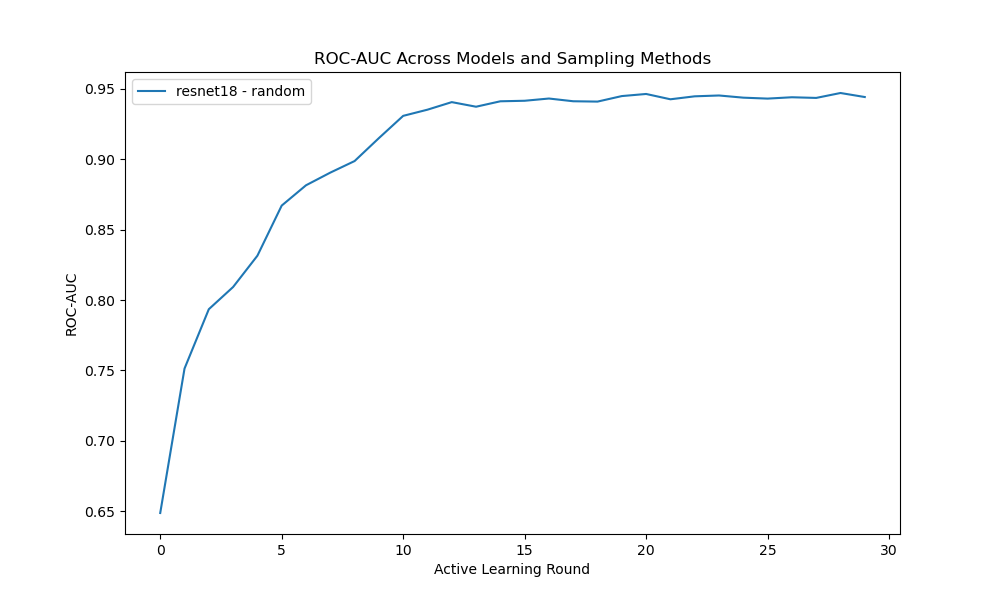 ROC-AUC Across Models and Sampling Methods
resnet18 - random
0.95
0.90
0.85
0.80
0.75
0.70
0.65
ROC-AUC
0 5 10 15 20 25 30
Active Learning Round